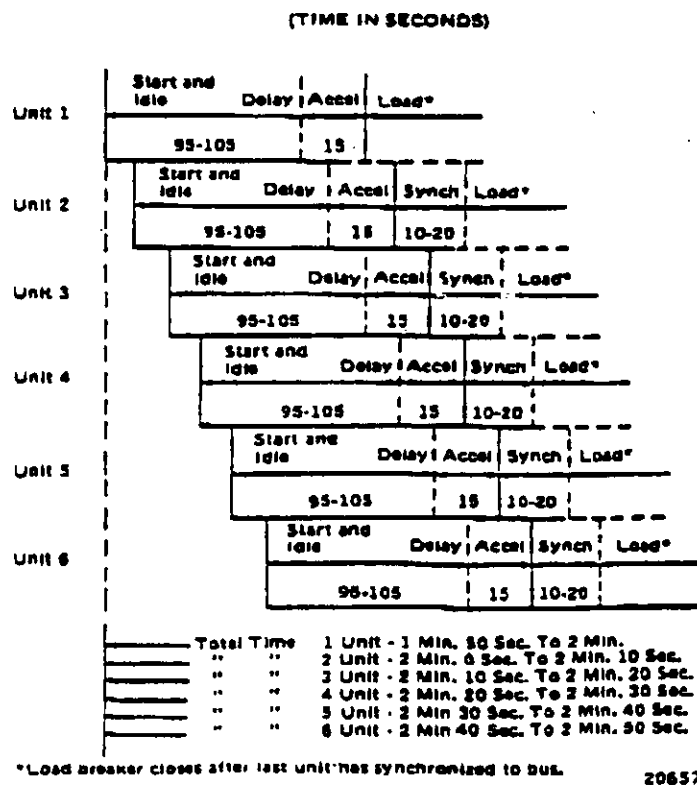 (TIME IN SECONDS)
Start and
Idle Delay Accel Load*
Unit 1
95-105 15
Start and
Idle Delay Accel Synch Load*
Unit 2
95-105 15 10-20
Start and
Idle Delay Accel Synch Load*
Unit 3
95-105 15 10-20
Start and
Idle Delay Accel Synch Load*
Unit 4
95-105 15 10-20
Start and
Idle Delay Accel Synch Load*
Unit 5
95-105 15 10-20
Start and
Idle Delay Accel Synch Load*
Unit 6
95-105 15 10-20
Total Time 1 Unit - 1 Min. 50 Sec. To 2 Min.
" " 2 Unit - 2 Min. 0 Sec. To 2 Min. 10 Sec.
" " 3 Unit - 2 Min. 10 Sec. To 2 Min. 20 Sec.
" " 4 Unit - 2 Min. 20 Sec. To 2 Min. 30 Sec.
" " 5 Unit - 2 Min 30 Sec. To 2 Min. 40 Sec.
" " 6 Unit - 2 Min 40 Sec. To 2 Min. 50 Sec.
*Load breaker closes after last unit has synchronized to bus.
20657